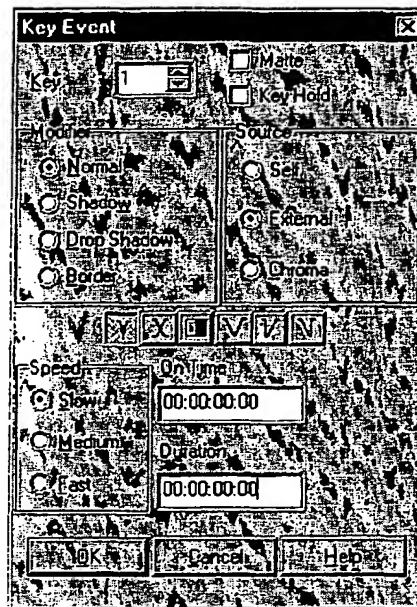 Key Event
Matte
Key
1
Key Hold
Modifier
Source
Normal
Self
Shadow
External
Drop Shadow
Chroma
Border
Speed
On Time
Slow
00:00:00:00
Medium
Duration
Fast
00:00:00:00
OK
Cancel
Help